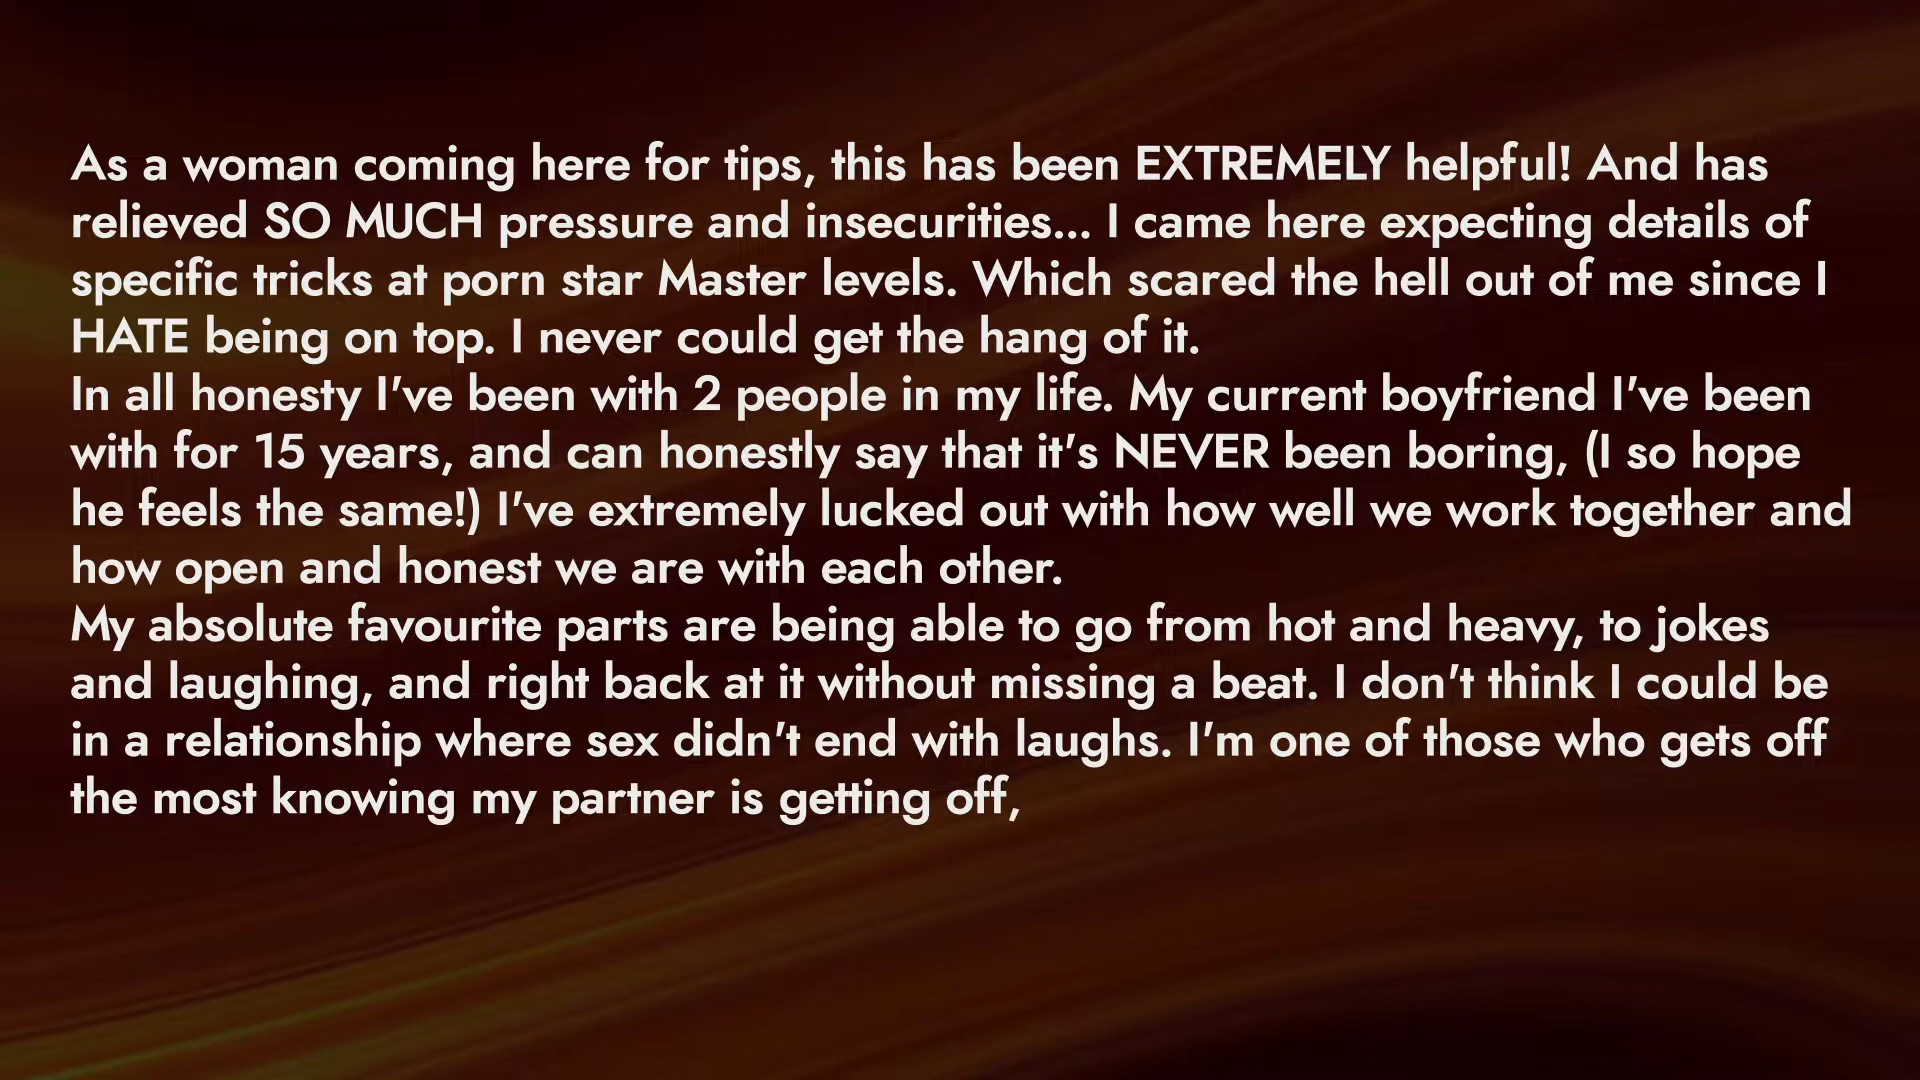 As a woman coming here for tips, this has been EXTREMELY helpful! And has
relieved SO MUCH pressure and insecurities... I came here expecting details of
specific tricks at porn star Master levels. Which scared the hell out of me since I
HATE being on top. I never could get the hang of it.
In all honesty I've been with 2 people in my life. My current boyfriend I've been
with for 15 years, and can honestly say that it's NEVER been boring, (I so hope
he feels the same!) I've extremely lucked out with how well we work together and
how open and honest we are with each other.
My absolute favourite parts are being able to go from hot and heavy, to jokes
and laughing, and right back at it without missing a beat. I don't think I could be
in a relationship where sex didn't end with laughs. I'm one of those who gets off
the most knowing my partner is getting off,